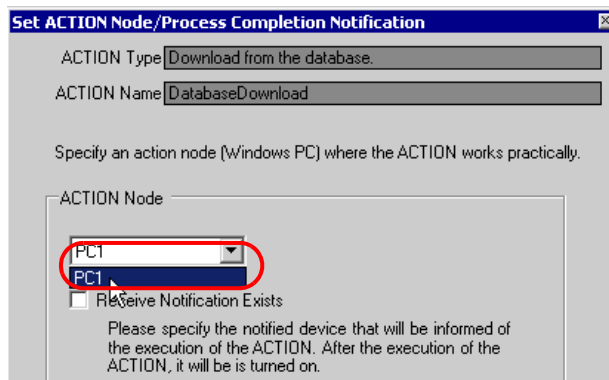 Set ACTION Node/Process Completion Notification
ACTION Type Download from the database.
ACTION Name DatabaseDownload
Specify an action node (Windows PC) where the ACTION works practically.
ACTION Node
PC1
PC1
Receive Notification Exists
Please specify the notified device that will be informed of
the execution of the ACTION. After the execution of the
ACTION, it will be is turned on.